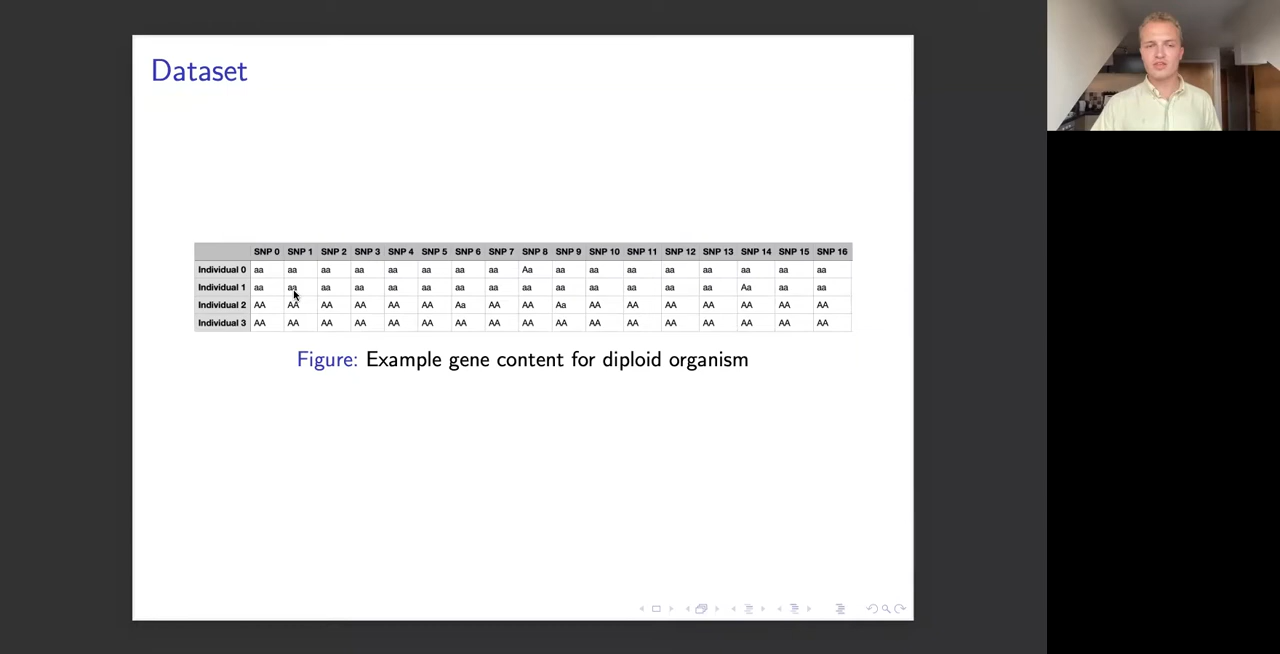 Dataset
SNP 0 SNP 1 SNP 2 SNP 3 SNP 4 SNP 5 SNP 6 SNP 7 SNP 8 SNP 9 SNP 10 SNP 11 SNP 12 SNP 13 SNP 14 SNP 15 SNP 16
Individual 0 aa aa aa aa aa aa aa aa Aa aa aa aa aa aa aa aa aa
Individual 1 aa aa aa aa aa aa aa aa aa aa aa aa aa aa Aa aa aa
Individual 2 AA AA AA AA AA AA Aa AA AA Aa AA AA AA AA AA AA AA
Individual 3 AA AA AA AA AA AA AA AA AA AA AA AA AA AA AA AA AA
Figure: Example gene content for diploid organism